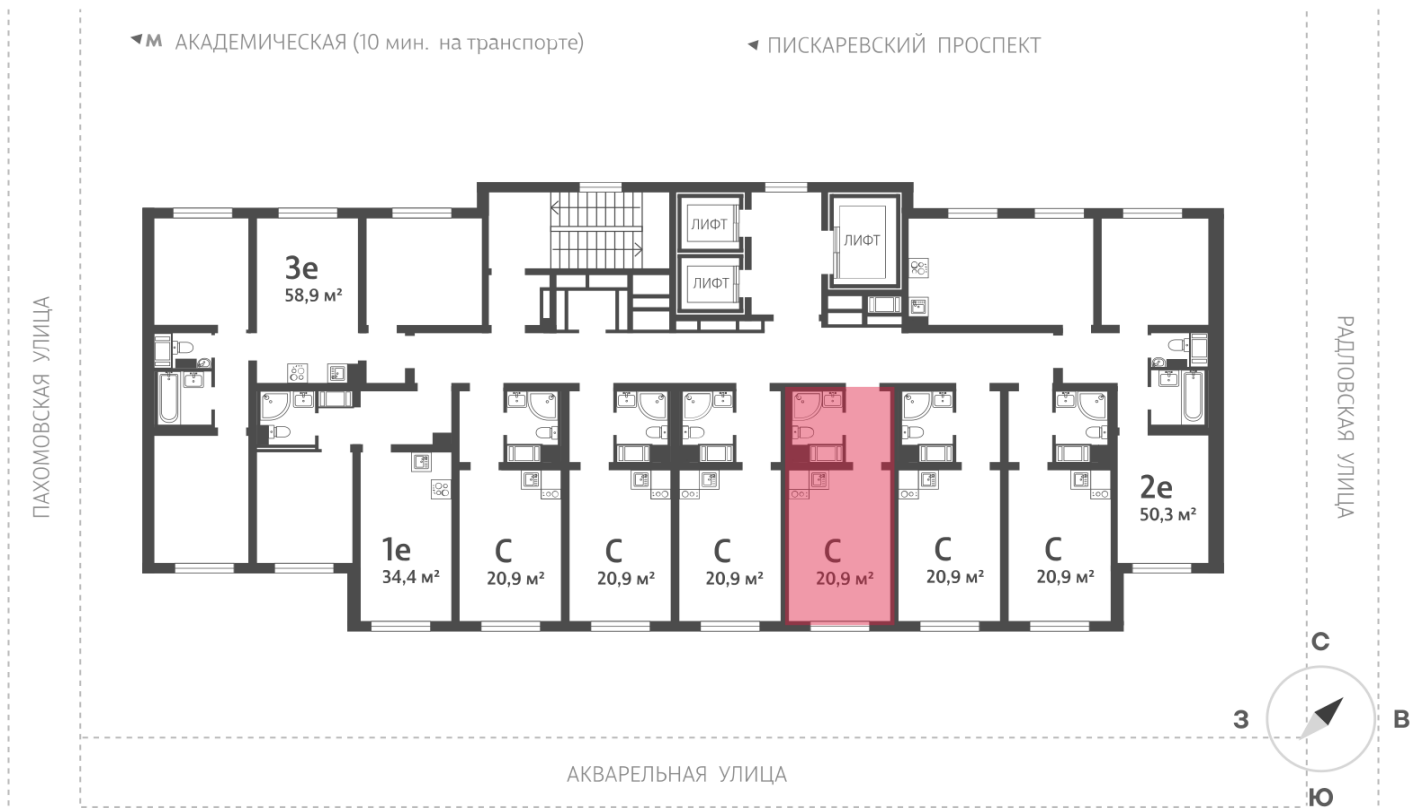 М АКАДЕМИЧЕСКАЯ (10 мин. на транспорте)
ПИСКАРЕВСКИЙ ПРОСПЕКТ
ПАХОМОВСКАЯ УЛИЦА
РАДЛОВСКАЯ УЛИЦА
ЛИФТ
ЛИФТ
ЛИФТ
3е
58,9 м²
1е
34,4 м²
С
20,9 м²
С
20,9 м²
С
20,9 м²
С
20,9 м²
С
20,9 м²
С
20,9 м²
2е
50,3 м²
С
З
В
Ю
АКВАРЕЛЬНАЯ УЛИЦА